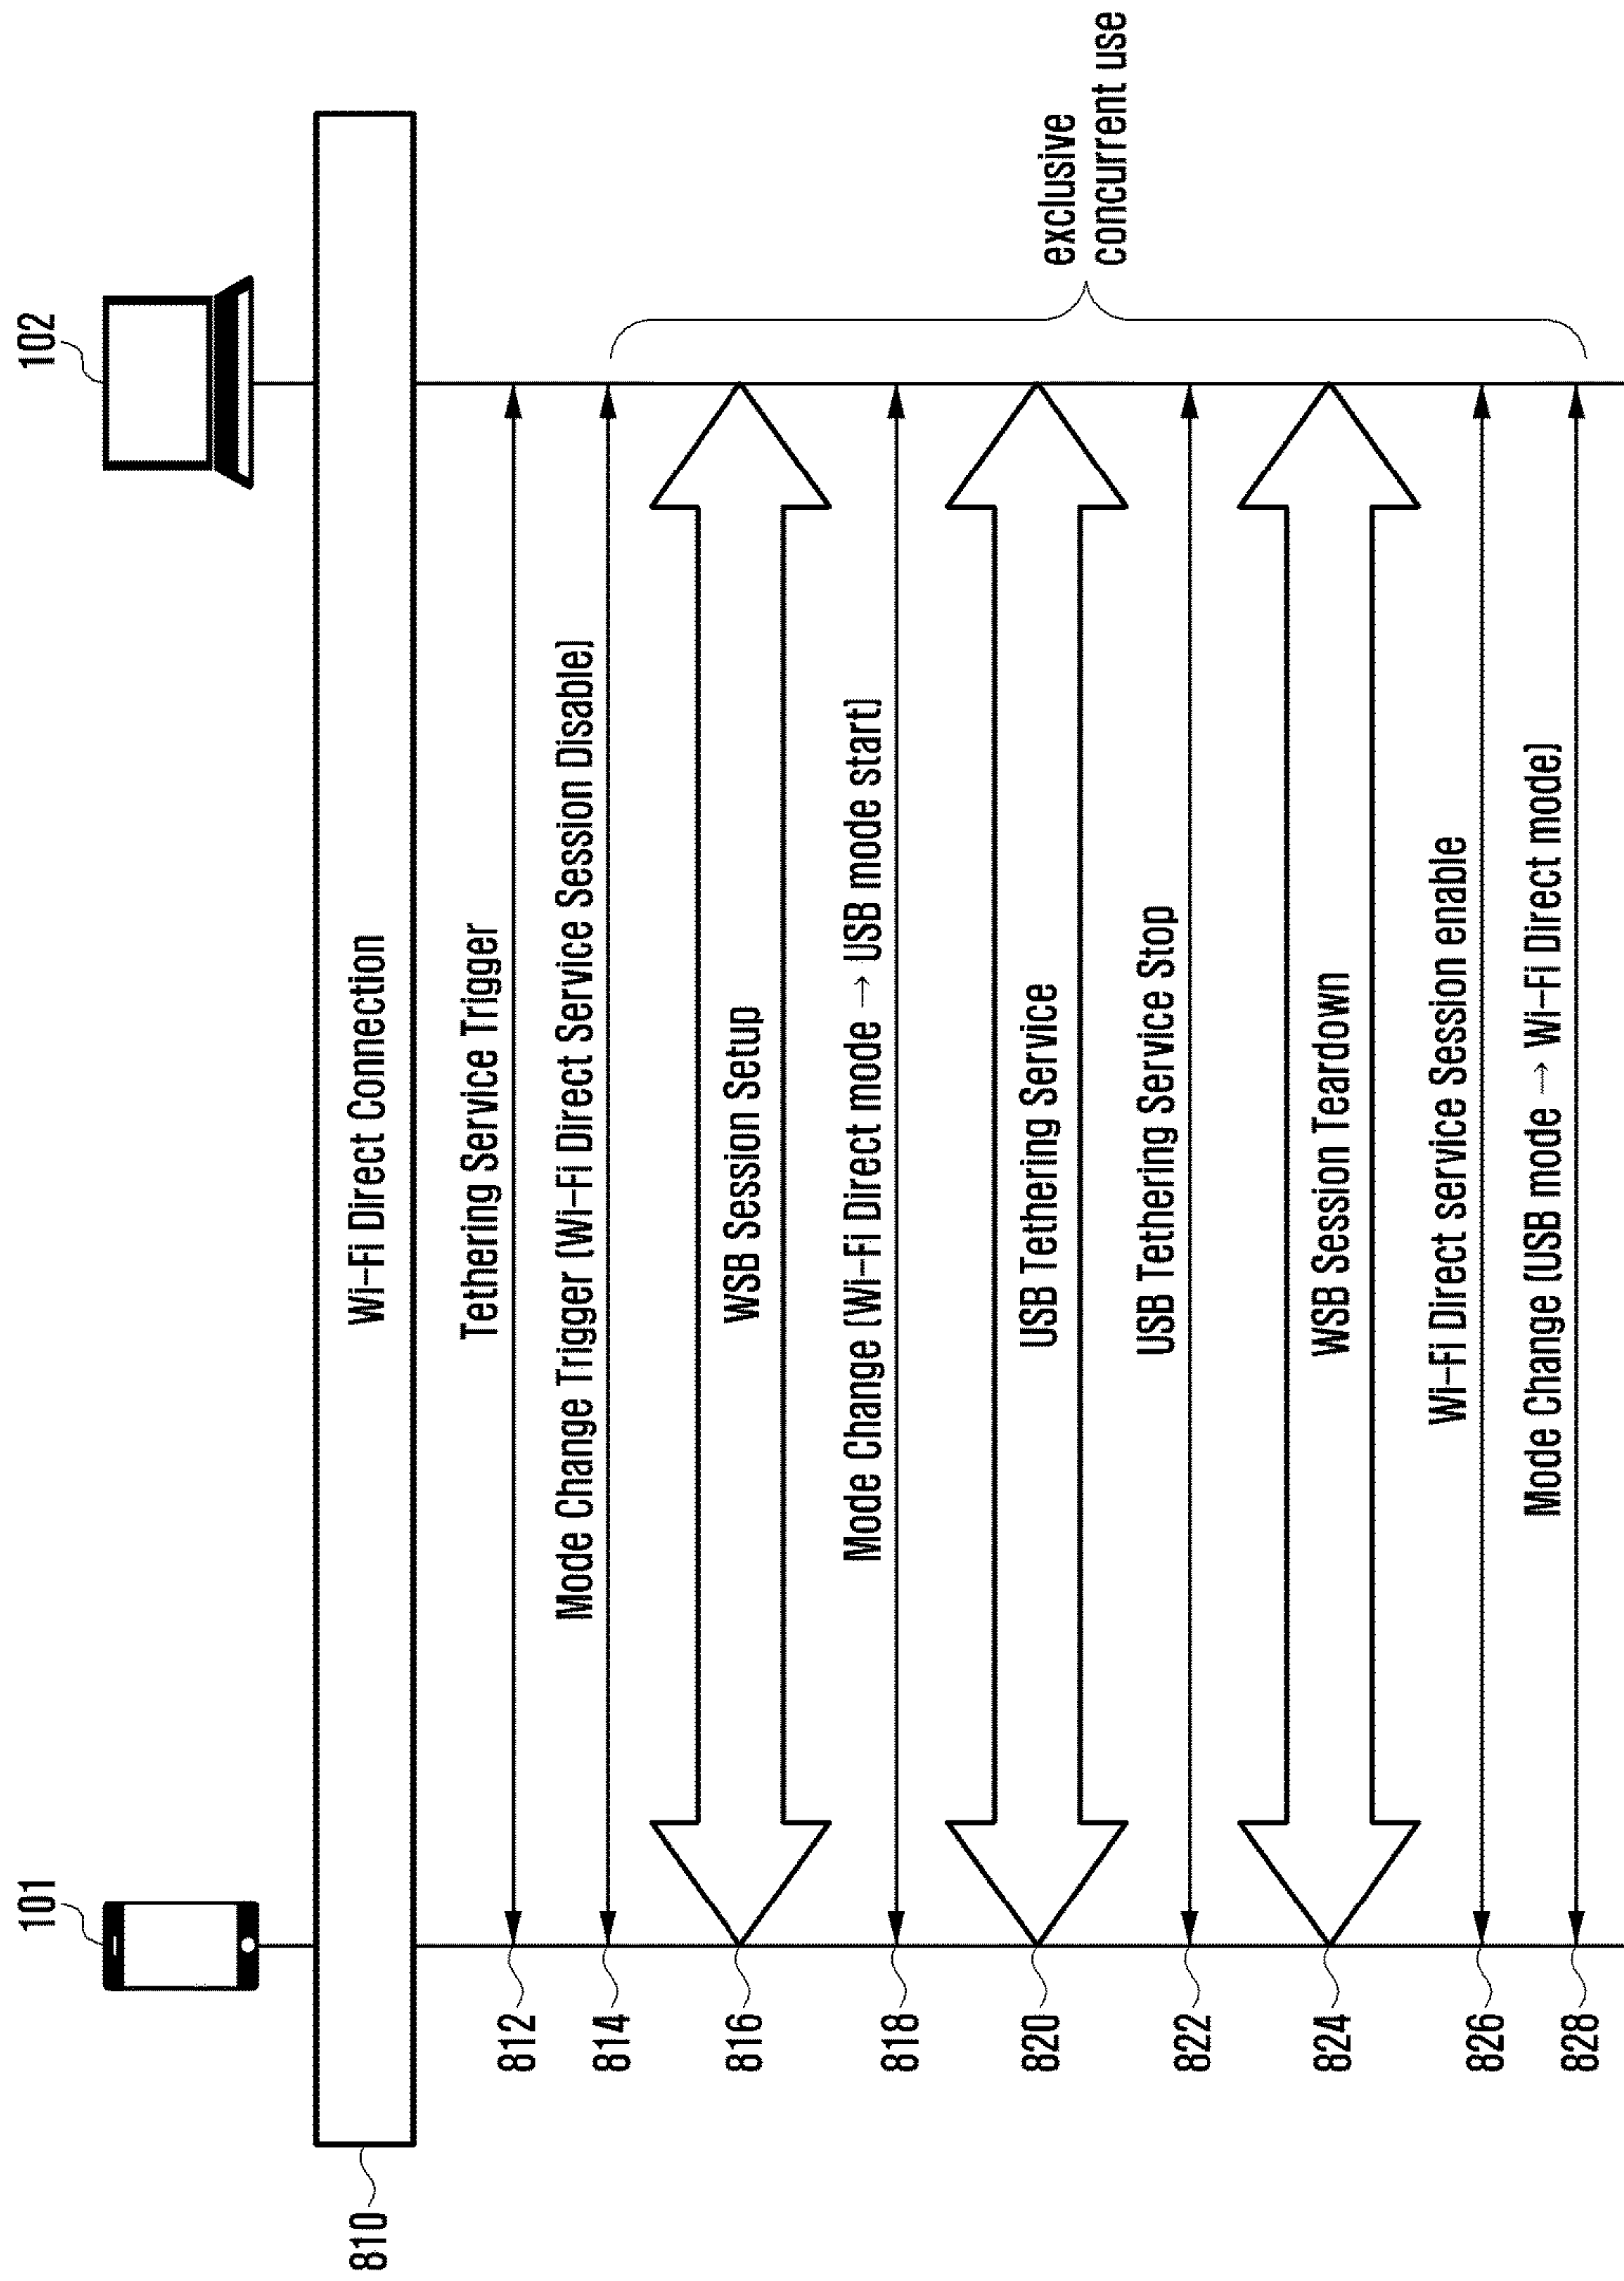 101
102
810
Wi-Fi Direct Connection
812
Tethering Service Trigger
814
Mode Change Trigger (Wi-Fi Direct Service Session Disable)
816
WSB Session Setup
818
Mode Change (Wi-Fi Direct mode → USB mode start)
820
USB Tethering Service
822
USB Tethering Service Stop
824
WSB Session Teardown
826
Wi-Fi Direct service Session enable
828
Mode Change (USB mode → Wi-Fi Direct mode)
exclusive
concurrent use